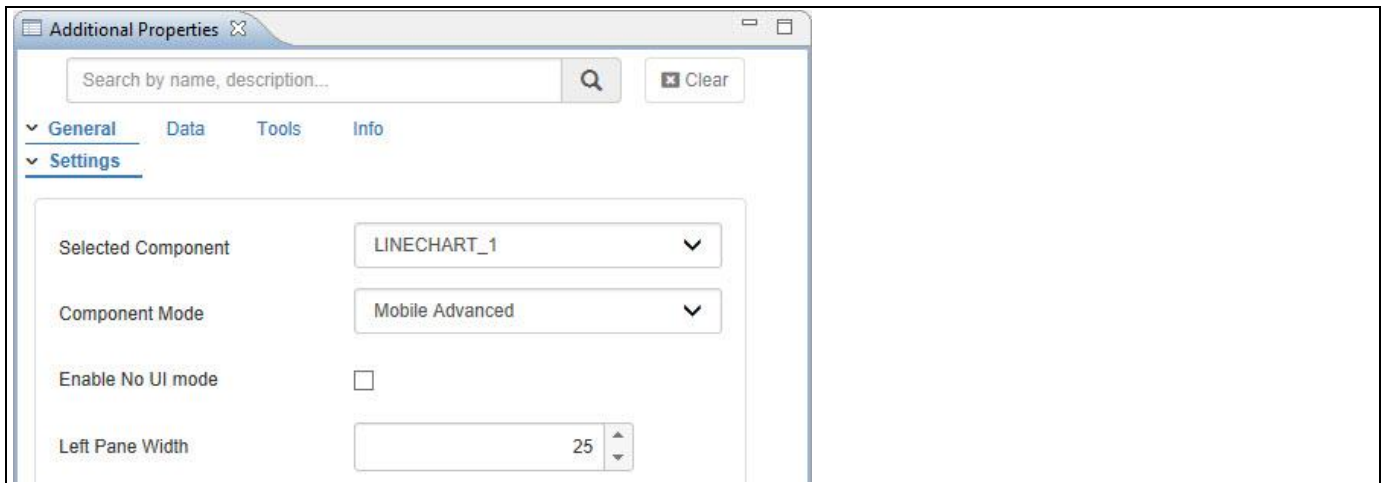 Additional Properties
Search by name, description...
Clear
General Data Tools Info
Settings
Selected Component LINECHART_1
Component Mode Mobile Advanced
Enable No UI mode
Left Pane Width 25